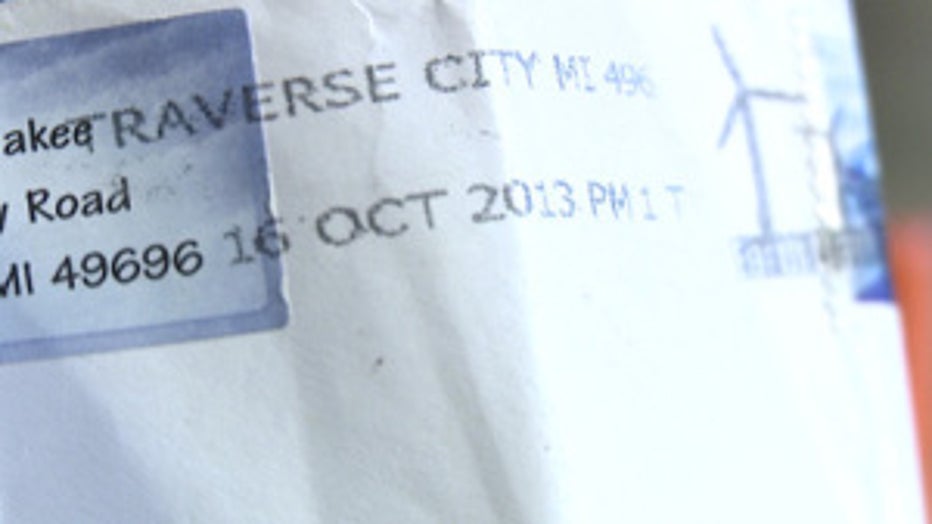 TRAVERSE CITY MI 496
akee
16 OCT 2013 PM 1 T
y Road
MI 49696